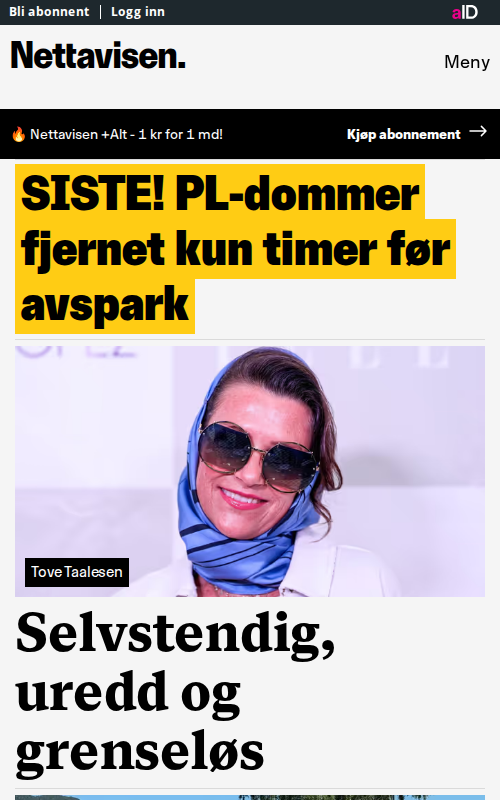 Bli abonnent | Logg inn
aID
Nettavisen.
Meny
🔥 Nettavisen +Alt - 1 kr for 1 md!
Kjøp abonnement →
SISTE! PL-dommer
fjernet kun timer før
avspark
Tove Taalesen
Selvstendig,
uredd og
grenseløs